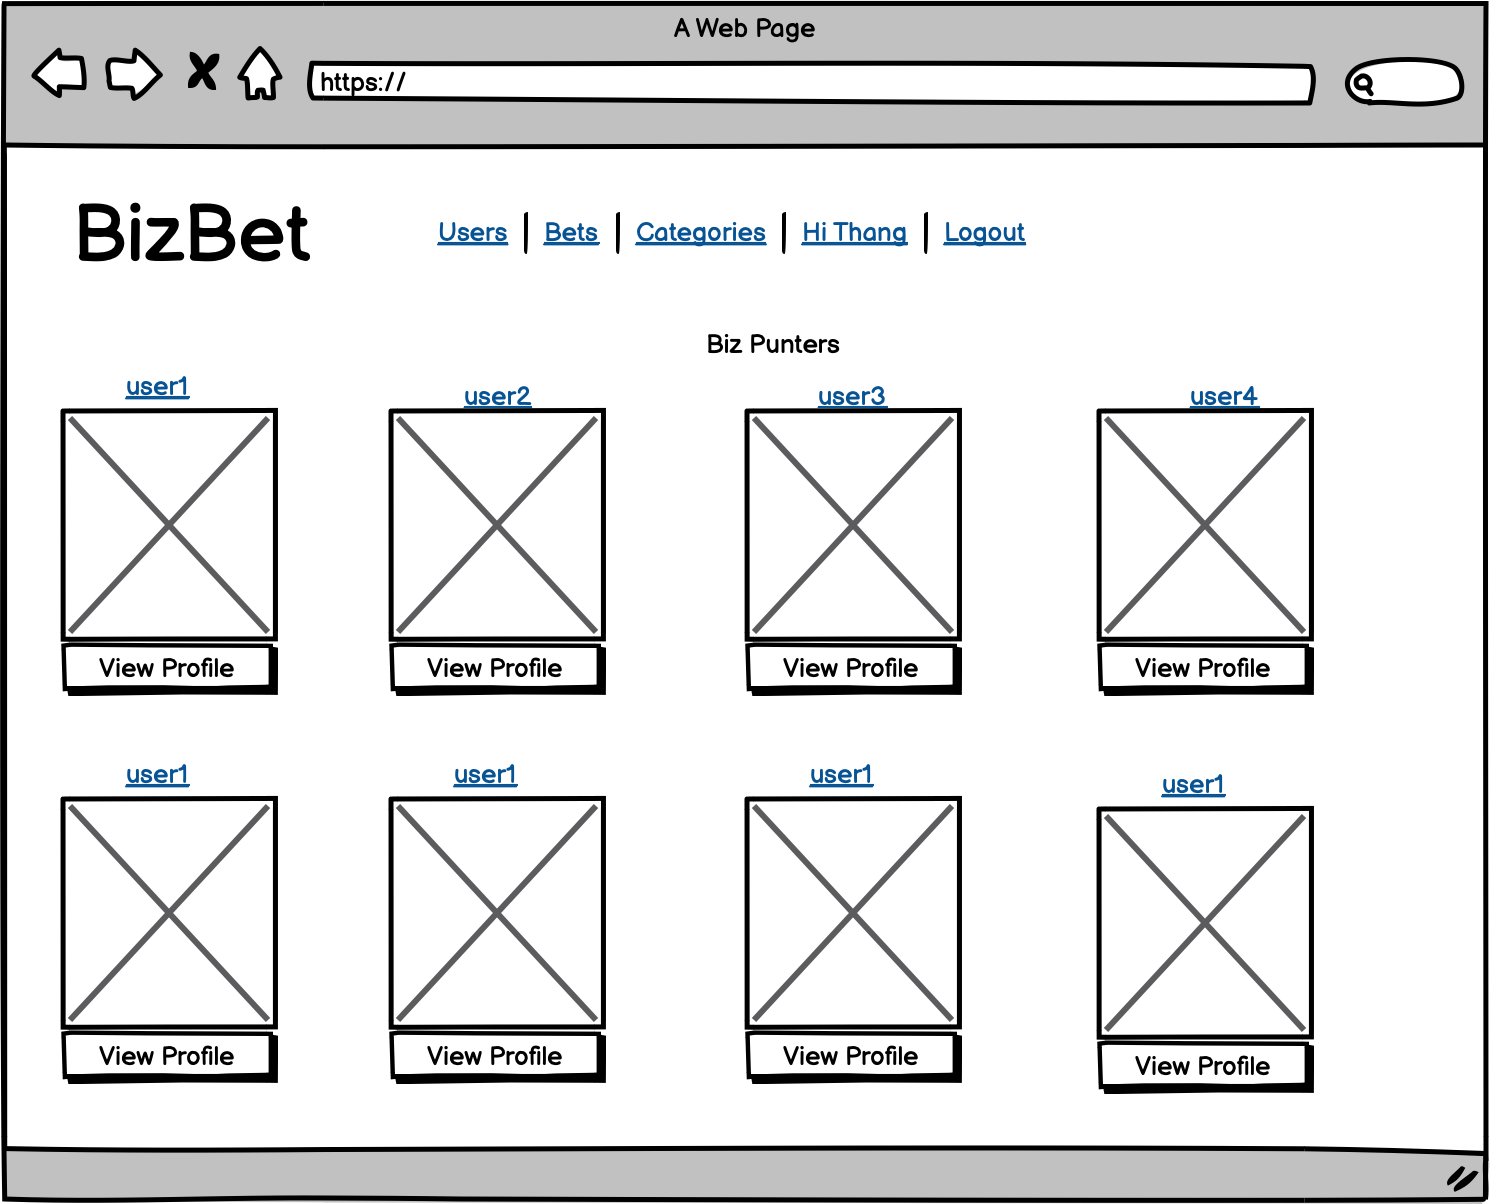 A Web Page
https://
BizBet
Users | Bets | Categories | Hi Thang | Logout
Biz Punters
user1 user2 user3 user4
View Profile View Profile View Profile View Profile
user1 user1 user1 user1
View Profile View Profile View Profile View Profile